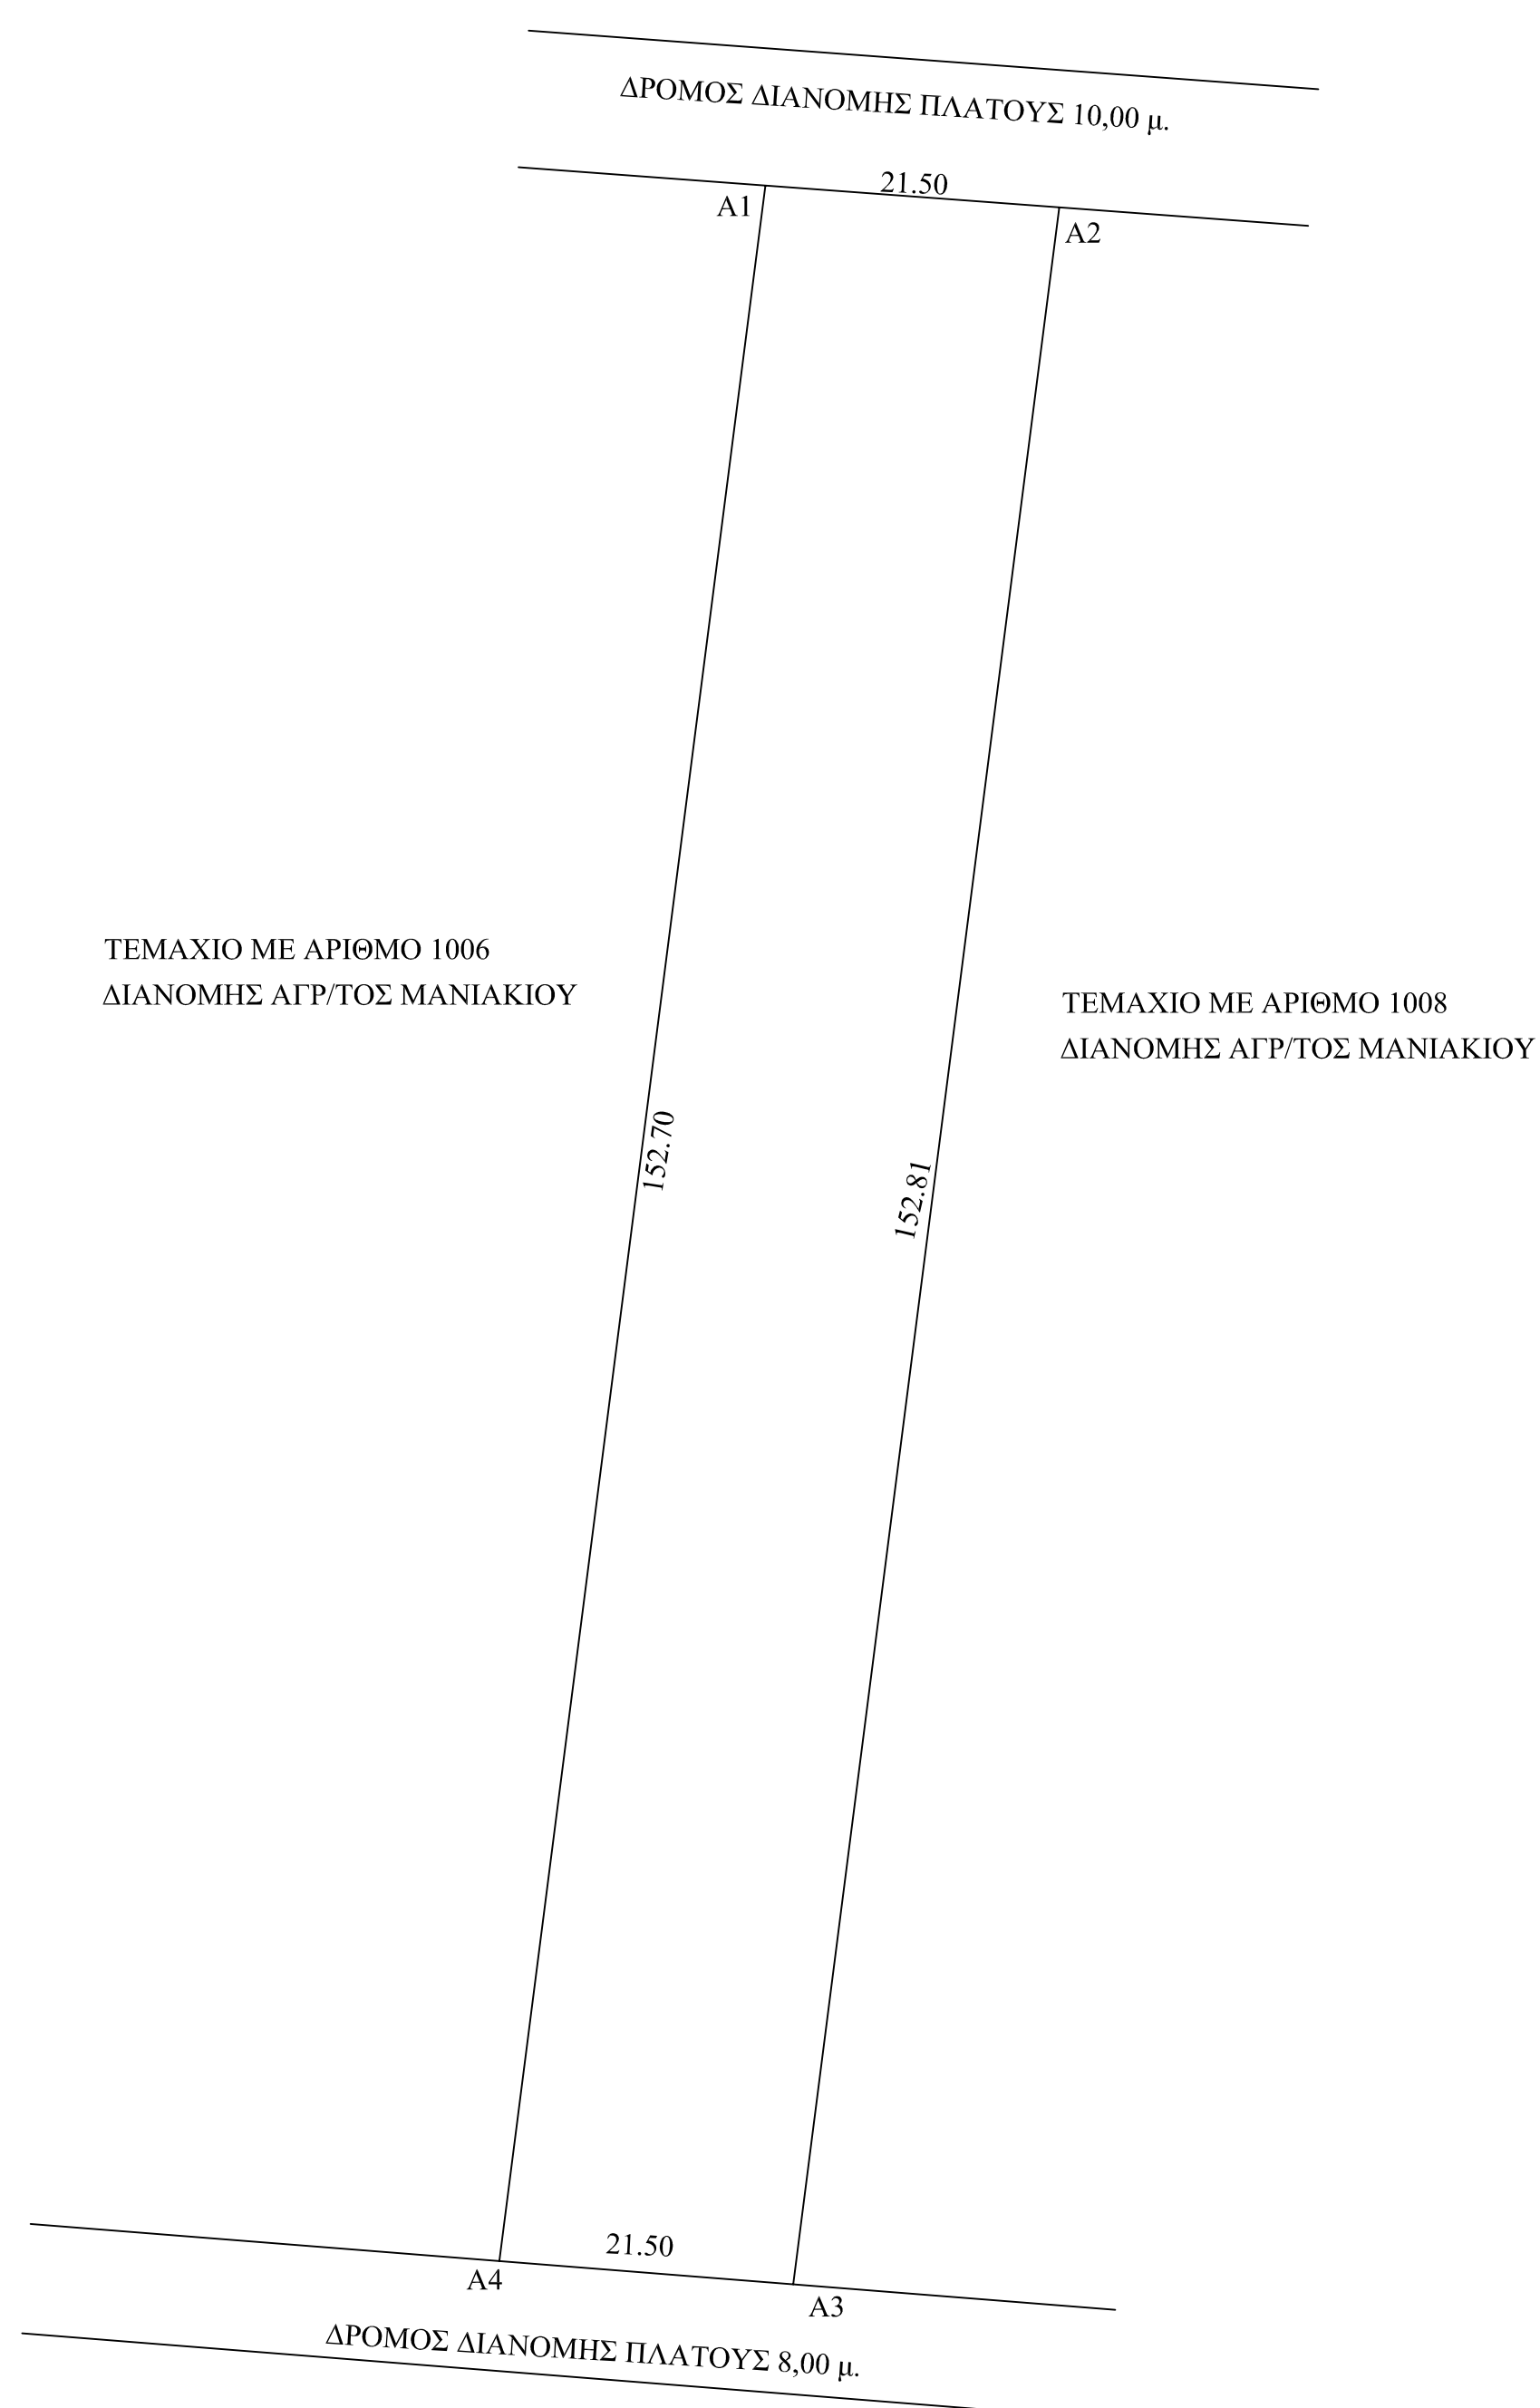 ΔΡΟΜΟΣ ΔΙΑΝΟΜΗΣ ΠΛΑΤΟΥΣ 10,00 μ.
21.50
Α1
Α2
ΤΕΜΑΧΙΟ ΜΕ ΑΡΙΘΜΟ 1006
ΔΙΑΝΟΜΗΣ ΑΓΡ/ΤΟΣ ΜΑΝΙΑΚΙΟΥ
ΤΕΜΑΧΙΟ ΜΕ ΑΡΙΘΜΟ 1008
ΔΙΑΝΟΜΗΣ ΑΓΡ/ΤΟΣ ΜΑΝΙΑΚΙΟΥ
152.70
152.81
21.50
Α4
Α3
ΔΡΟΜΟΣ ΔΙΑΝΟΜΗΣ ΠΛΑΤΟΥΣ 8,00 μ.